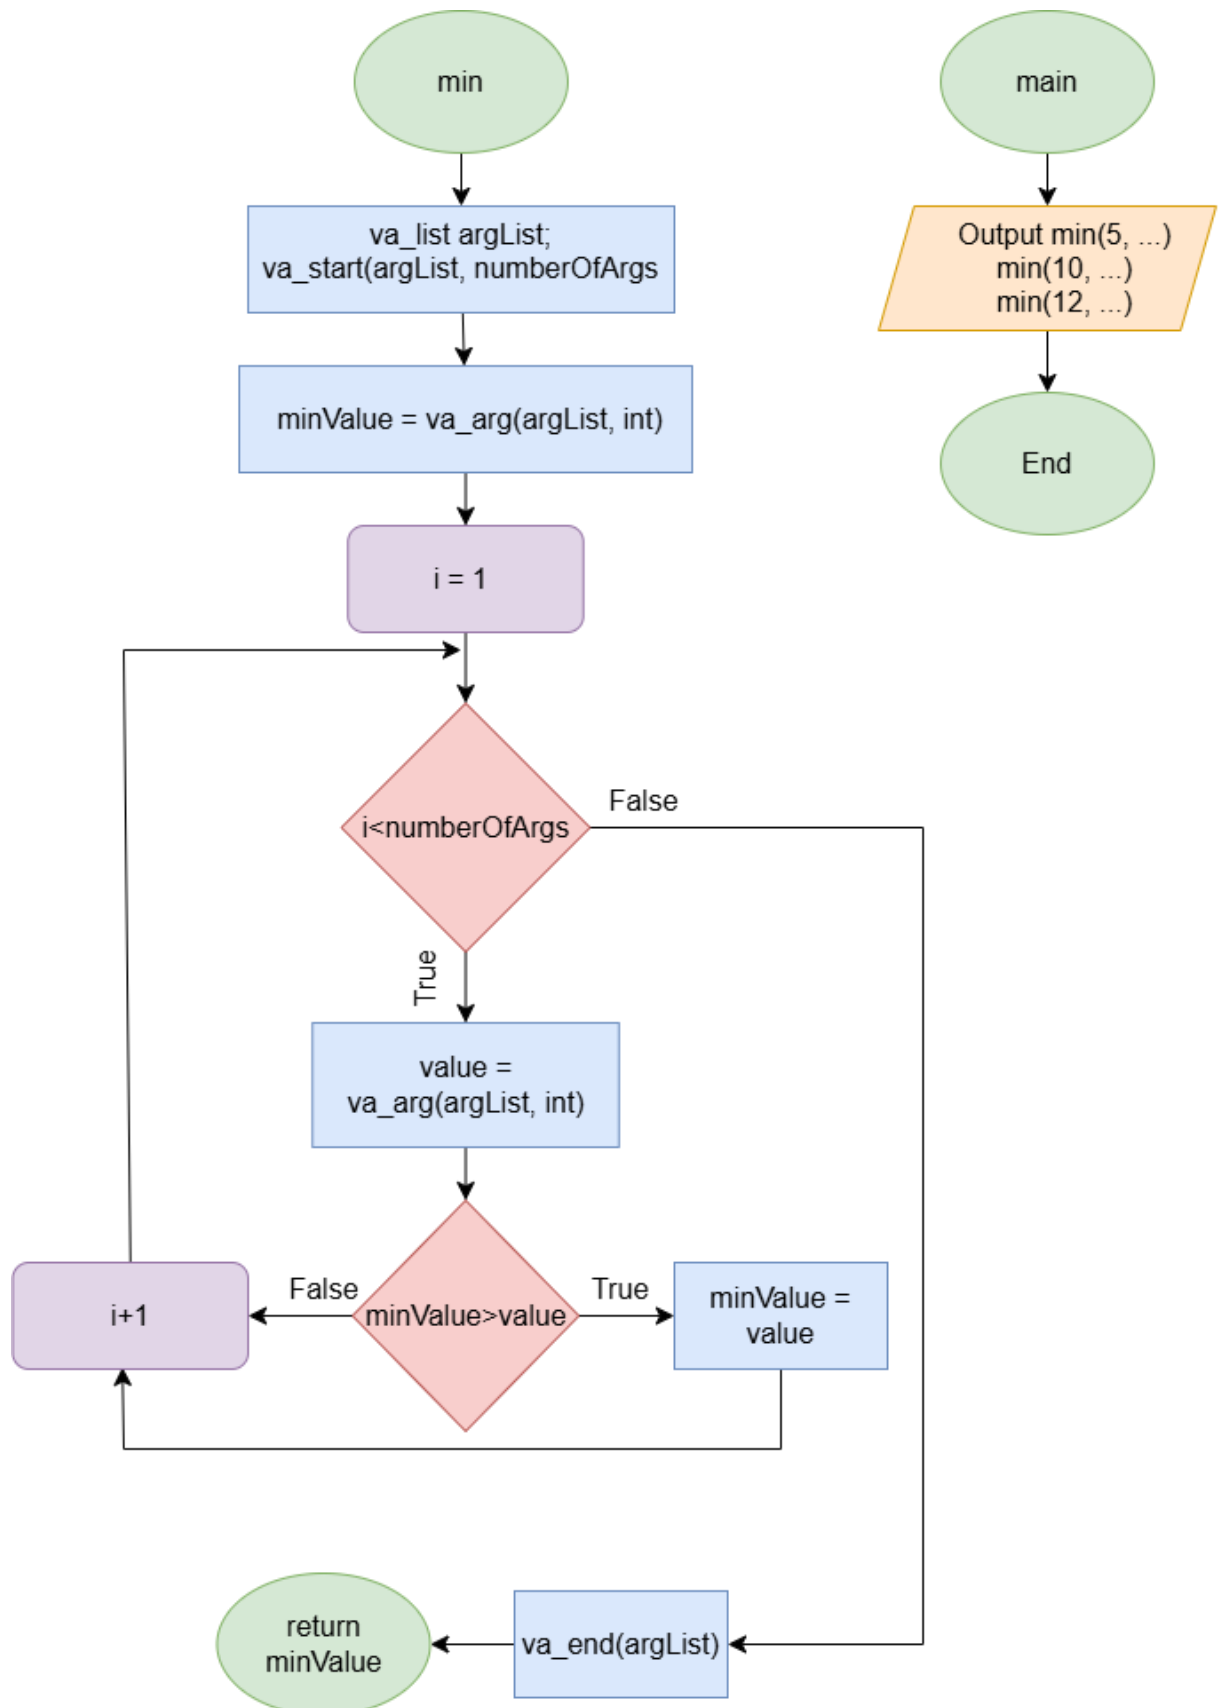 min
va_list argList;
va_start(argList, numberOfArgs
minValue = va_arg(argList, int)
i = 1
i<numberOfArgs
False
True
value =
va_arg(argList, int)
minValue>value
False
True
i+1
minValue =
value
va_end(argList)
return
minValue
main
Output min(5, ...)
min(10, ...)
min(12, ...)
End